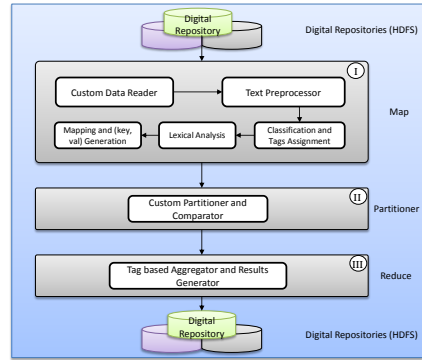 Digital
Repository
Digital Repositories (HDFS)
I
Custom Data Reader
Text Preprocessor
Mapping and (key,
val) Generation
Lexical Analysis
Classification and
Tags Assignment
Map
II
Custom Partitioner and
Comparator
Partitioner
III
Tag based Aggregator and Results
Generator
Reduce
Digital
Repository
Digital Repositories (HDFS)